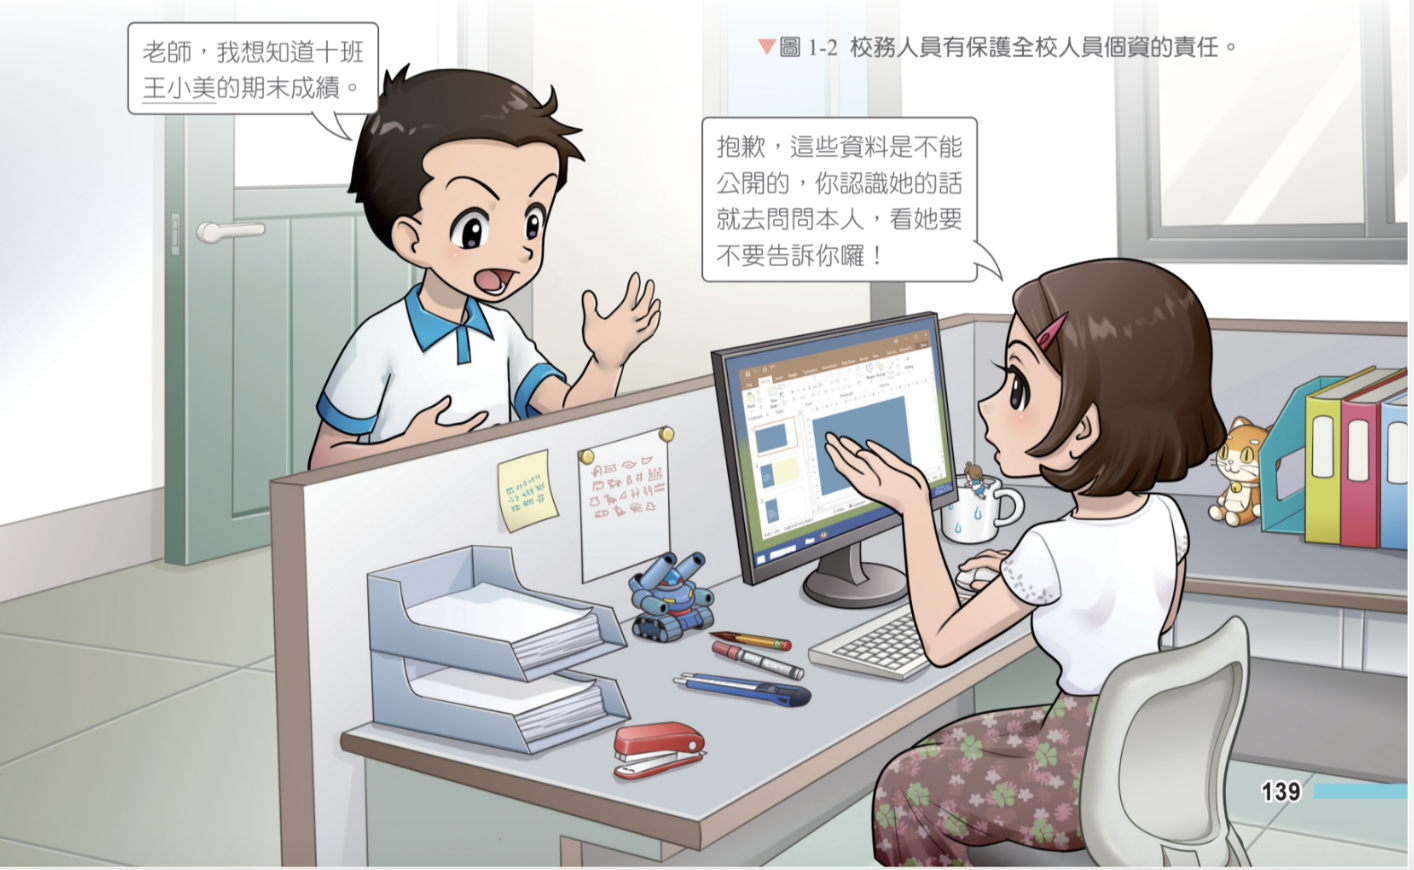 老師，我想知道十班
王小美的期末成績。
▼圖 1-2 校務人員有保護全校人員個資的責任。
抱歉，這些資料是不能
公開的，你認識她的話
就去問問本人，看她要
不要告訴你囉！
139